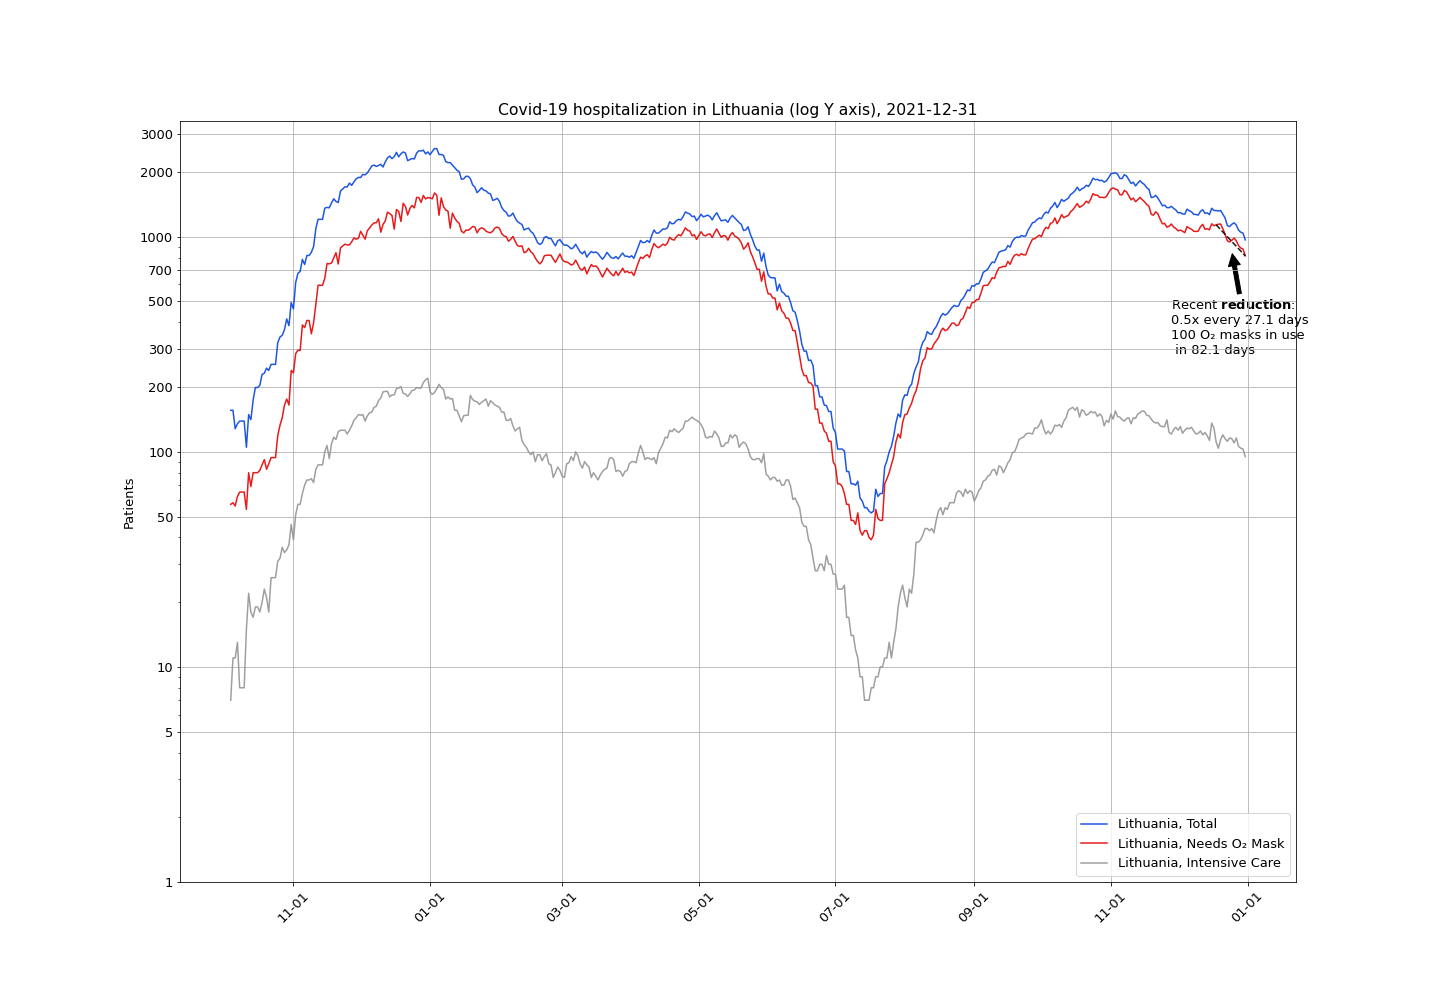 Covid-19 hospitalization in Lithuania (log Y axis), 2021-12-31
3000
2000
1000
700
500
300
200
100
50
10
5
1
Patients
Recent reduction:
0.5x every 27.1 days
100 O₂ masks in use
in 82.1 days
Lithuania, Total
Lithuania, Needs O₂ Mask
Lithuania, Intensive Care
11-01
01-01
03-01
05-01
07-01
09-01
11-01
01-01